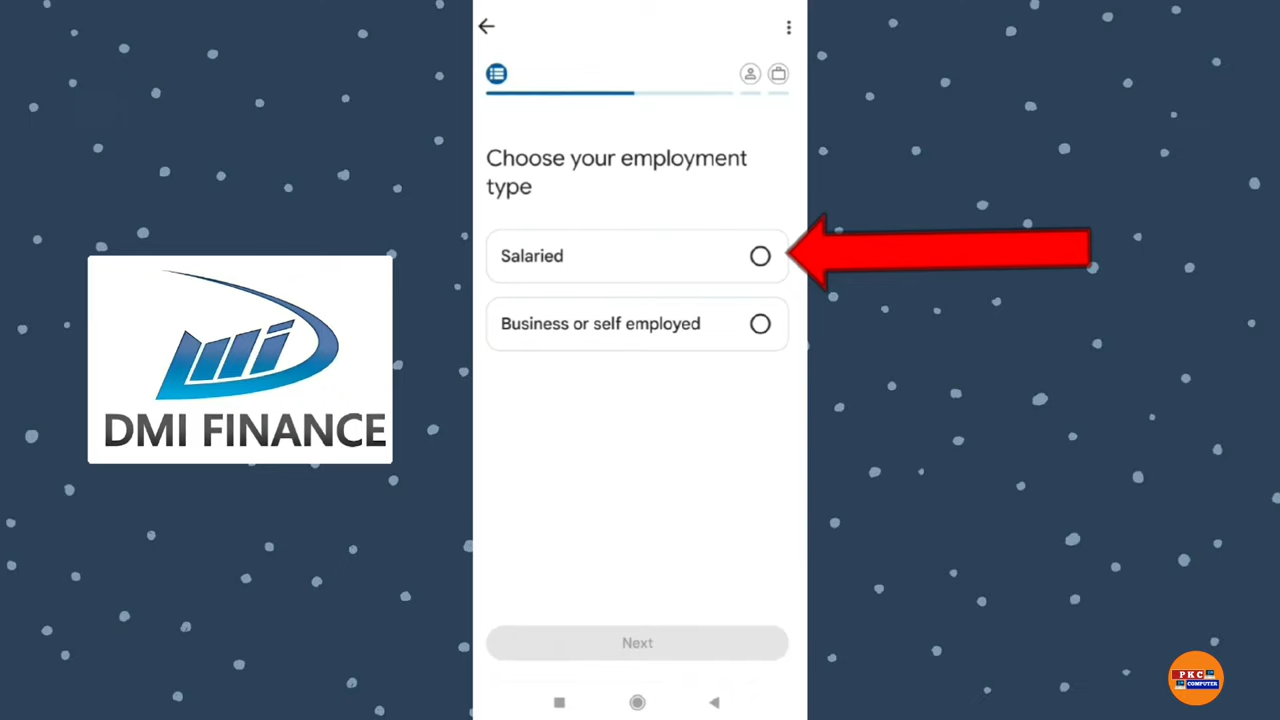 Choose your employment
type
Salaried
Business or self employed
Next
DMI FINANCE
PKC
COMPUTER